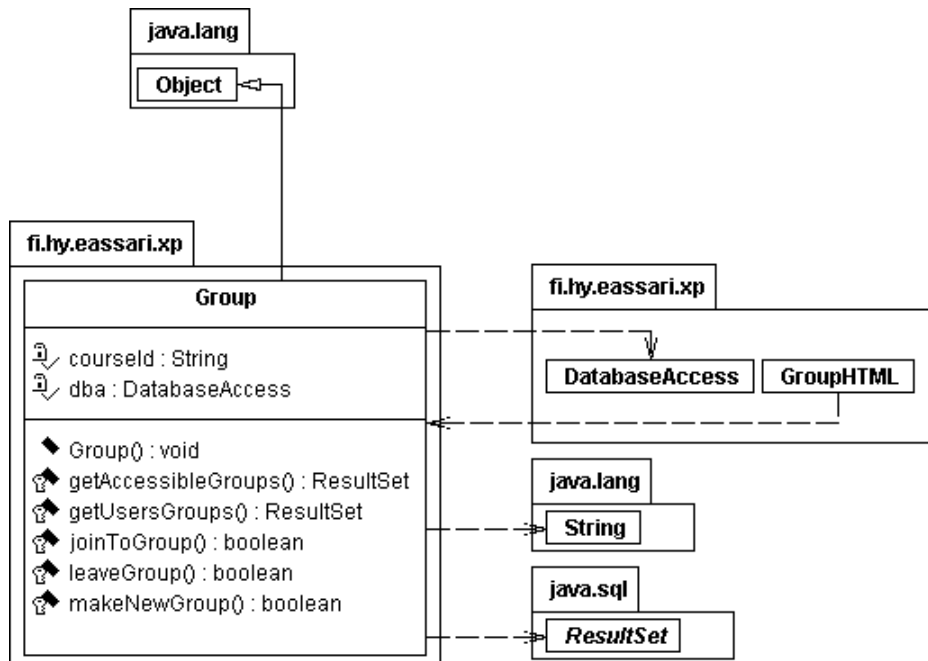 java.lang
Object
fi.hy.eassari.xp
Group
courseId : String
dba : DatabaseAccess
Group() : void
getAccessibleGroups() : ResultSet
getUsersGroups() : ResultSet
joinToGroup() : boolean
leaveGroup() : boolean
makeNewGroup() : boolean
fi.hy.eassari.xp
DatabaseAccess GroupHTML
java.lang
String
java.sql
ResultSet